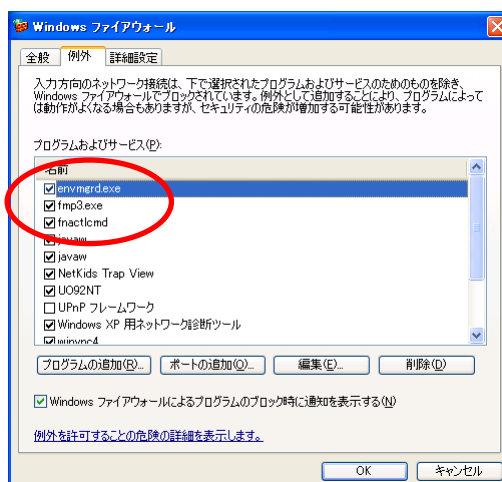 Windows ファイアウォール
全般 例外 詳細設定
入力方向のネットワーク接続は、下で選択されたプログラムおよびサービスのためのものを除き、
Windows ファイアウォールでブロックされています。例外として追加することにより、プログラムによって
は動作がよくなる場合もありますが、セキュリティの危険が増加する可能性があります。
プログラムおよびサービス(P):
名前
envmgrd.exe
fmp3.exe
fnactlcmd
javaw
javaw
NetKids Trap View
UO92NT
UPnP フレームワーク
Windows XP 用ネットワーク診断ツール
winvnc4
プログラムの追加(R)... ポートの追加(O)... 編集(E)... 削除(D)
Windows ファイアウォールによるプログラムのブロック時に通知を表示する(N)
例外を許可することの危険の詳細を表示します。
OK キャンセル